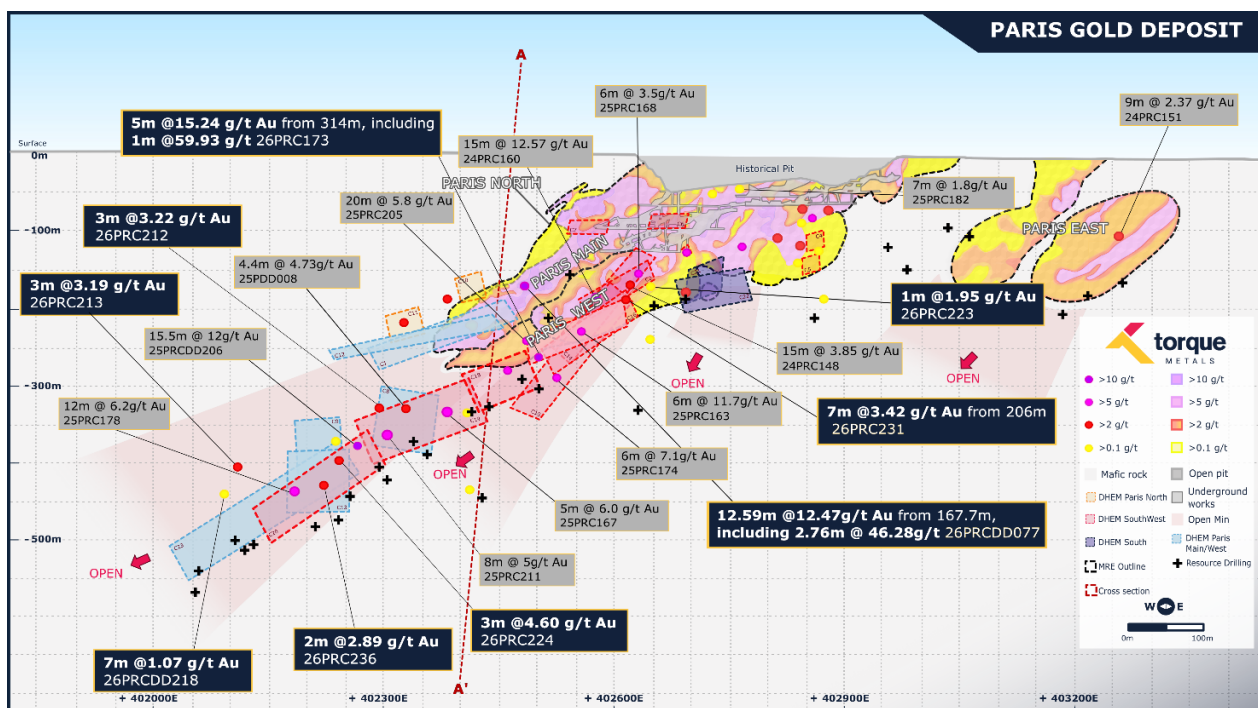 PARIS GOLD DEPOSIT
A
6m @ 3.5g/t Au
25PRC168
9m @ 2.37 g/t Au
24PRC151
5m @15.24 g/t Au from 314m, including
1m @59.93 g/t 26PRC173
15m @ 12.57 g/t Au
24PRC160
Surface
0m
Historical Pit
PARIS NORTH
7m @ 1.8g/t Au
25PRC182
20m @ 5.8 g/t Au
25PRC205
3m @3.22 g/t Au
26PRC212
-100m
PARIS MAIN
PARIS EAST
4.4m @ 4.73g/t Au
25PDD008
3m @3.19 g/t Au
26PRC213
PARIS WEST
1m @1.95 g/t Au
26PRC223
15.5m @ 12g/t Au
25PRCDD206
15m @ 3.85 g/t Au
24PRC148
OPEN
OPEN
-300m
12m @ 6.2g/t Au
25PRC178
6m @ 11.7g/t Au
25PRC163
7m @3.42 g/t Au from 206m
26PRC231
6m @ 7.1g/t Au
25PRC174
OPEN
5m @ 6.0 g/t Au
25PRC167
12.59m @12.47g/t Au from 167.7m,
including 2.76m @ 46.28g/t 26PRCDD077
-500m
OPEN
8m @ 5g/t Au
25PRC211
3m @4.60 g/t Au
26PRC224
2m @2.89 g/t Au
26PRC236
7m @1.07 g/t Au
26PRCDD218
A'
+ 402000E
+ 402300E
+ 402600E
+ 402900E
+ 403200E
torque
METALS
>10 g/t
>10 g/t
>5 g/t
>5 g/t
>2 g/t
>2 g/t
>0.1 g/t
>0.1 g/t
Mafic rock
Open pit
DHEM Paris North
Underground
works
DHEM SouthWest
Open Min
DHEM South
DHEM Paris
Main/West
MRE Outline
Resource Drilling
Cross section
W E
0m
100m